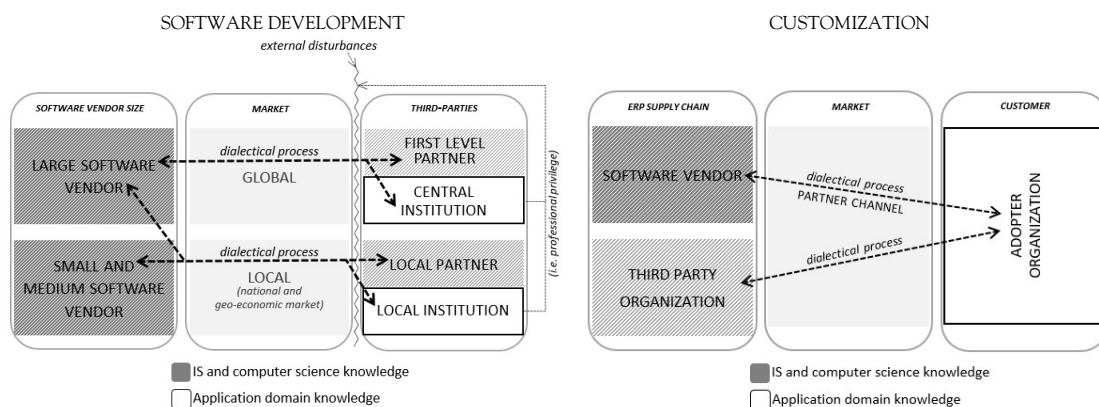 SOFTWARE DEVELOPMENT
external disturbances
SOFTWARE VENDOR SIZE
MARKET
THIRD-PARTIES
LARGE SOFTWARE
VENDOR
dialectical process
GLOBAL
FIRST LEVEL
PARTNER
CENTRAL
INSTITUTION
(i.e. professional privilege)
SMALL AND
MEDIUM SOFTWARE
VENDOR
dialectical process
LOCAL
(national and
geo-economic market)
LOCAL PARTNER
LOCAL INSTITUTION
IS and computer science knowledge
Application domain knowledge
CUSTOMIZATION
ERP SUPPLY CHAIN
MARKET
CUSTOMER
SOFTWARE VENDOR
dialectical process
PARTNER CHANNEL
dialectical process
THIRD PARTY
ORGANIZATION
ADOPTER
ORGANIZATION
IS and computer science knowledge
Application domain knowledge